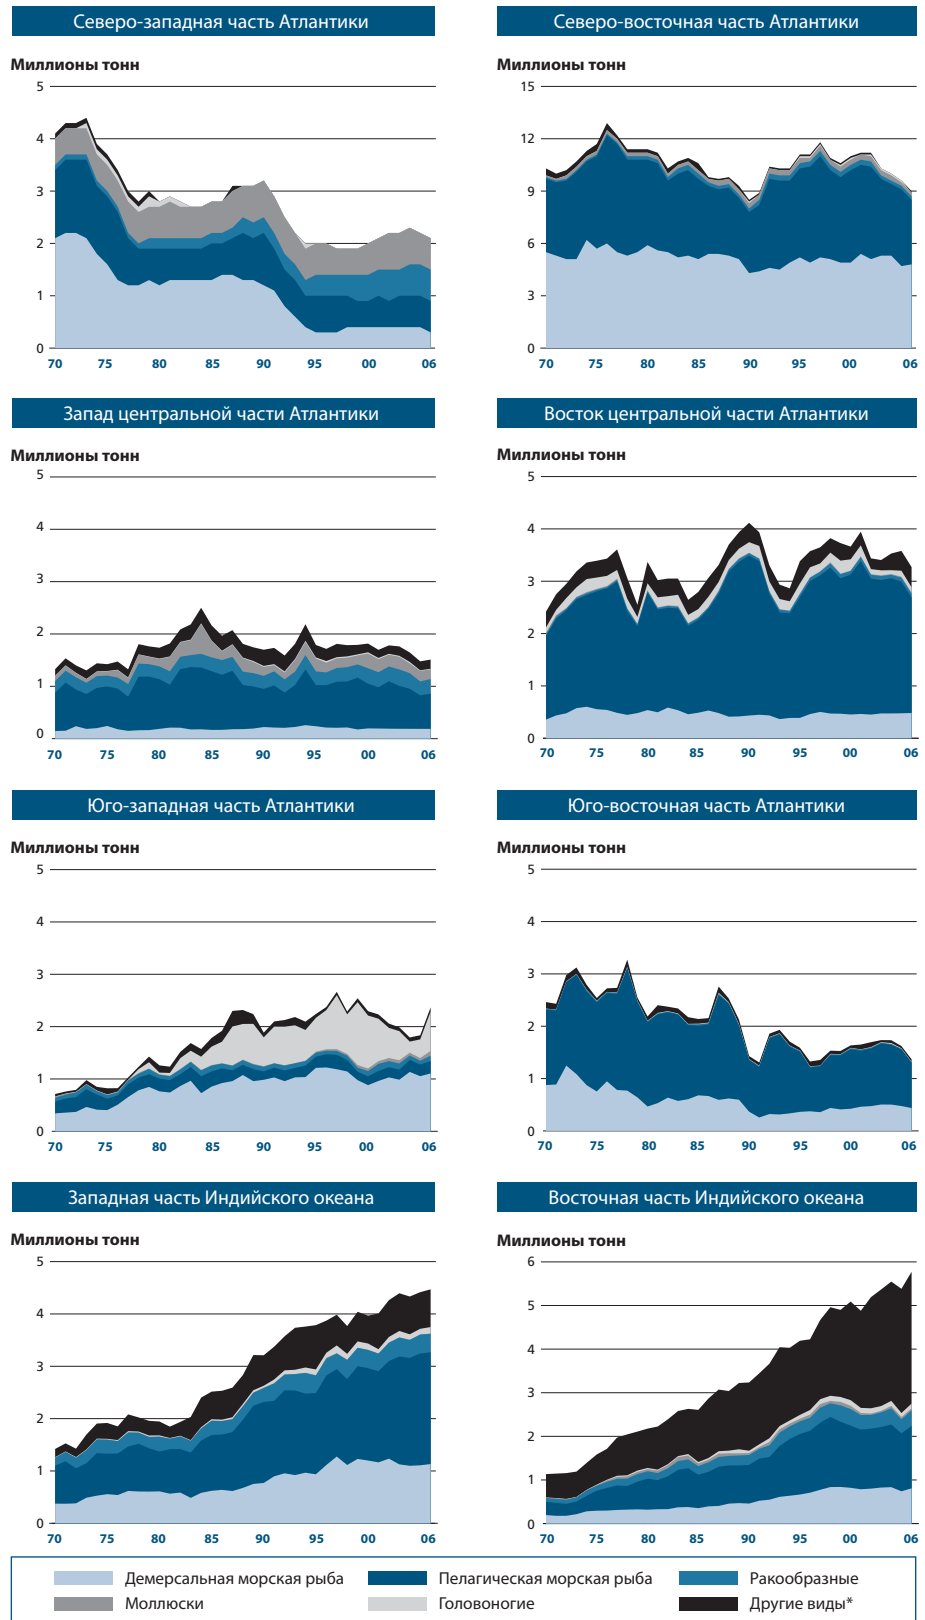 Северо-западная часть Атлантики
Миллионы тонн
5
4
3
2
1
0
70 75 80 85 90 95 00 06
Северо-восточная часть Атлантики
Миллионы тонн
15
12
9
6
3
0
70 75 80 85 90 95 00 06
Запад центральной части Атлантики
Миллионы тонн
5
4
3
2
1
0
70 75 80 85 90 95 00 06
Восток центральной части Атлантики
Миллионы тонн
5
4
3
2
1
0
70 75 80 85 90 95 00 06
Юго-западная часть Атлантики
Миллионы тонн
5
4
3
2
1
0
70 75 80 85 90 95 00 06
Юго-восточная часть Атлантики
Миллионы тонн
5
4
3
2
1
0
70 75 80 85 90 95 00 06
Западная часть Индийского океана
Миллионы тонн
5
4
3
2
1
0
70 75 80 85 90 95 00 06
Восточная часть Индийского океана
Миллионы тонн
6
5
4
3
2
1
0
70 75 80 85 90 95 00 06
Демерсальная морская рыба Пелагическая морская рыба Ракообразные
Моллюски Головоногие Другие виды*